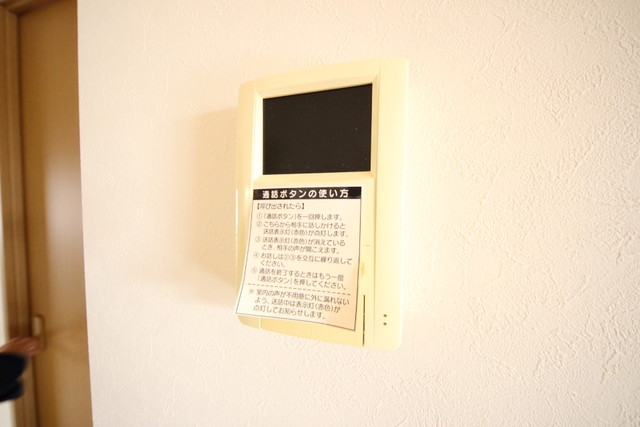 通話ボタンの使い方
【呼び出されたら】
①「通話ボタン」を一回押します。
②こちらから相手に話しかけると
送話表示灯(赤色)が点灯します。
③送話表示灯(赤色)が消えている
とき、相手の声が聞こえます。
④お話しは②③を交互に繰り返して
ください。
⑤通話を終了するときはもう一度
「通話ボタン」を押してください。
※室内の声が不用意に外に漏れない
よう、送話中は表示灯(赤色)が
点灯してお知らせします。